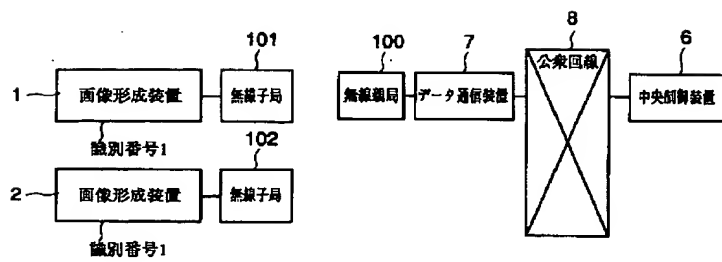 101
1
画像形成装置
無線子局
識別番号1
102
2
画像形成装置
無線子局
識別番号1
100
7
8
6
無線親局
データ通信装置
公衆回線
中央制御装置